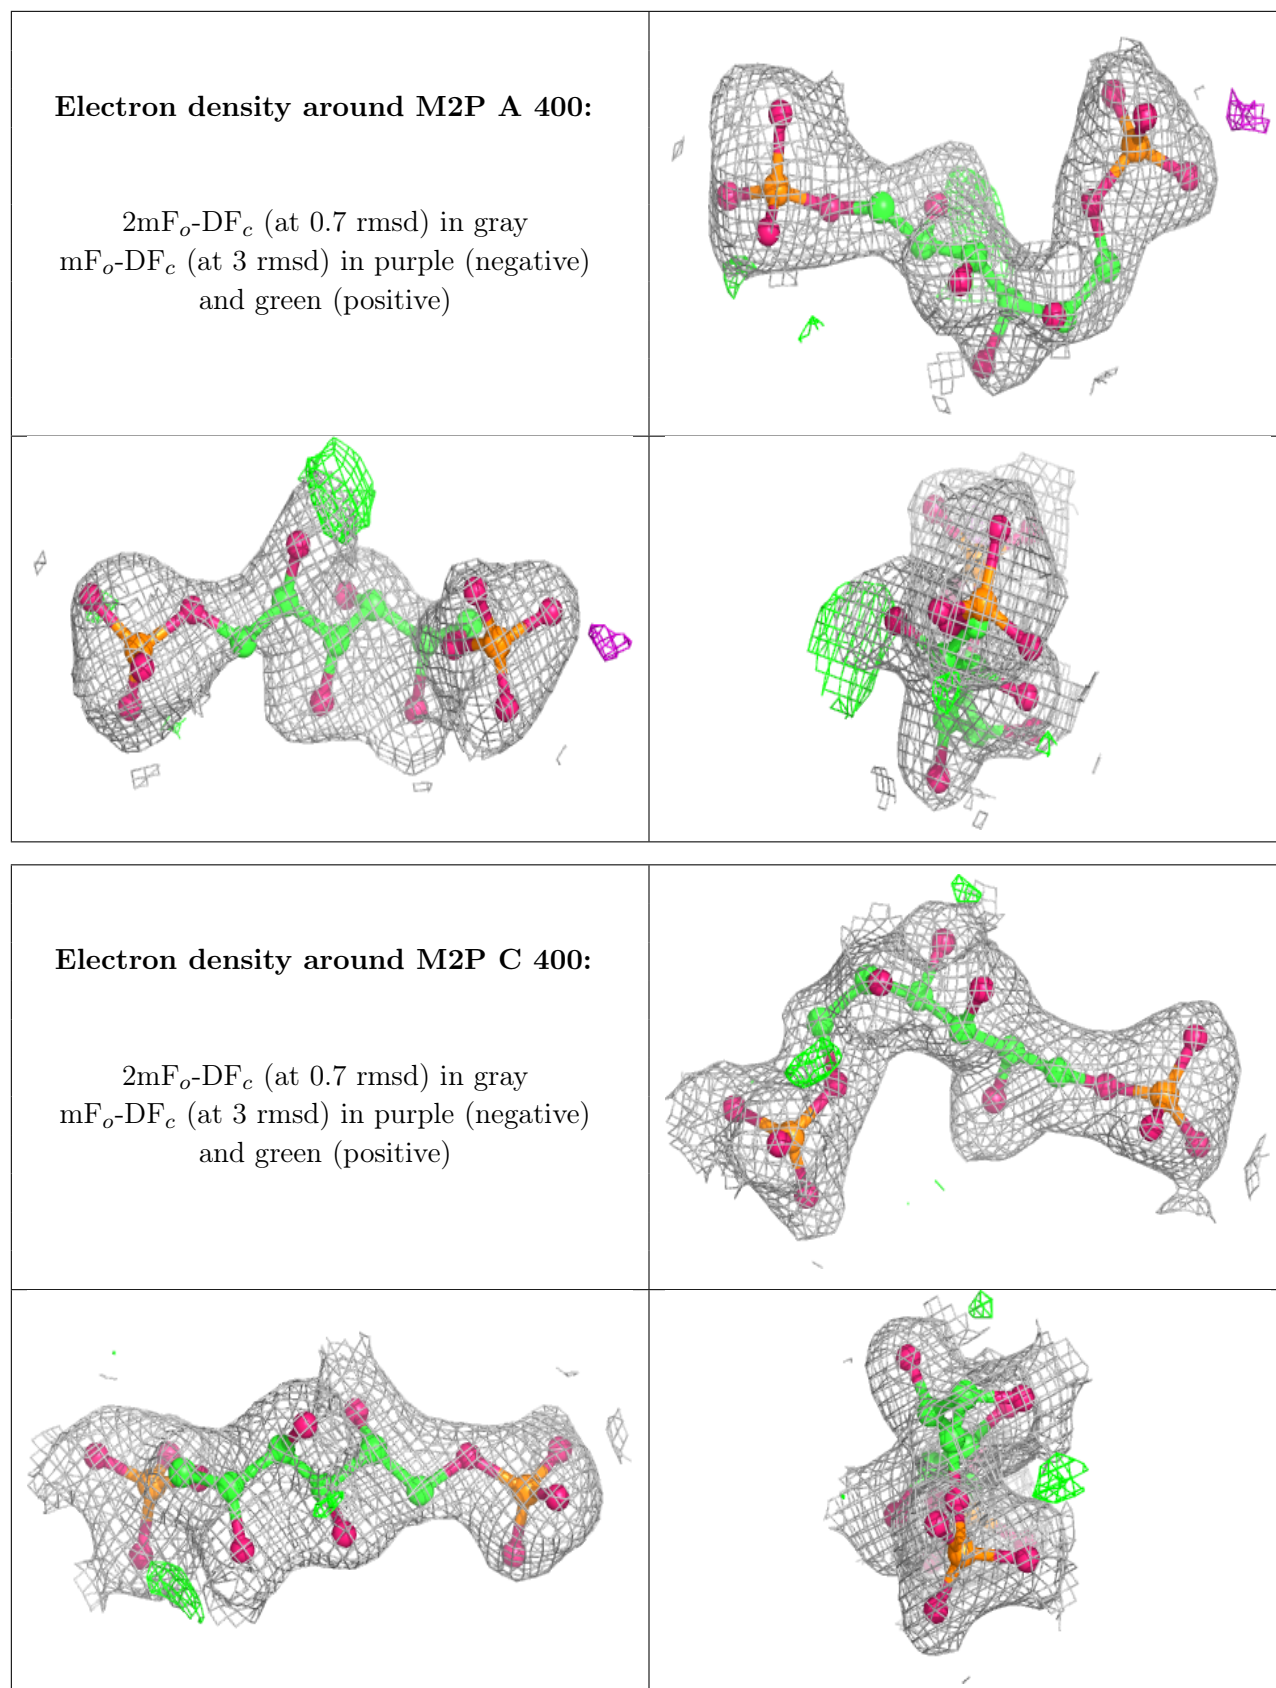 Electron density around M2P A 400:
2mFo-DFc (at 0.7 rmsd) in gray
mFo-DFc (at 3 rmsd) in purple (negative)
and green (positive)
Electron density around M2P C 400:
2mFo-DFc (at 0.7 rmsd) in gray
mFo-DFc (at 3 rmsd) in purple (negative)
and green (positive)